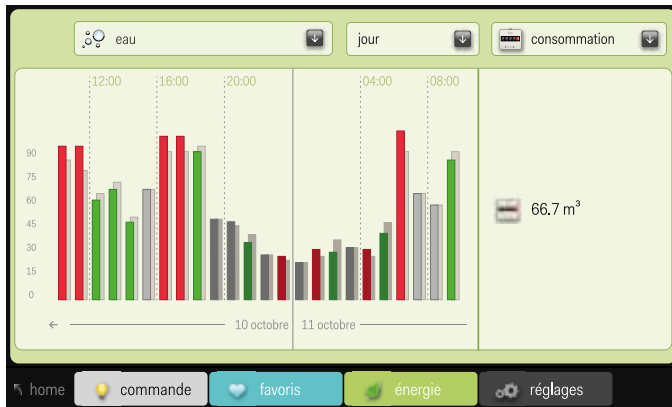 eau
jour
consommation
12:00 16:00 20:00 04:00 08:00
90
75
60
45
30
15
0
66.7 m³
← 10 octobre 11 octobre
home commande favoris énergie réglages